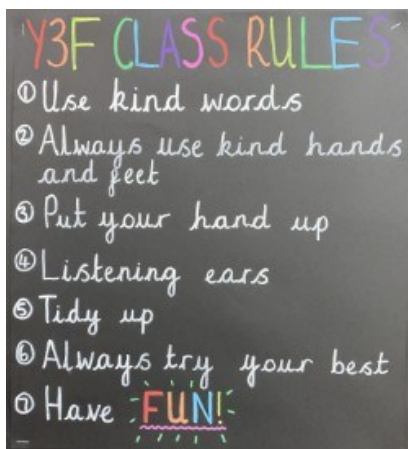 Y3F CLASS RULES
① Use kind words
② Always use kind hands
and feet
③ Put your hand up
④ Listening ears
⑤ Tidy up
⑥ Always try your best
⑦ Have FUN!